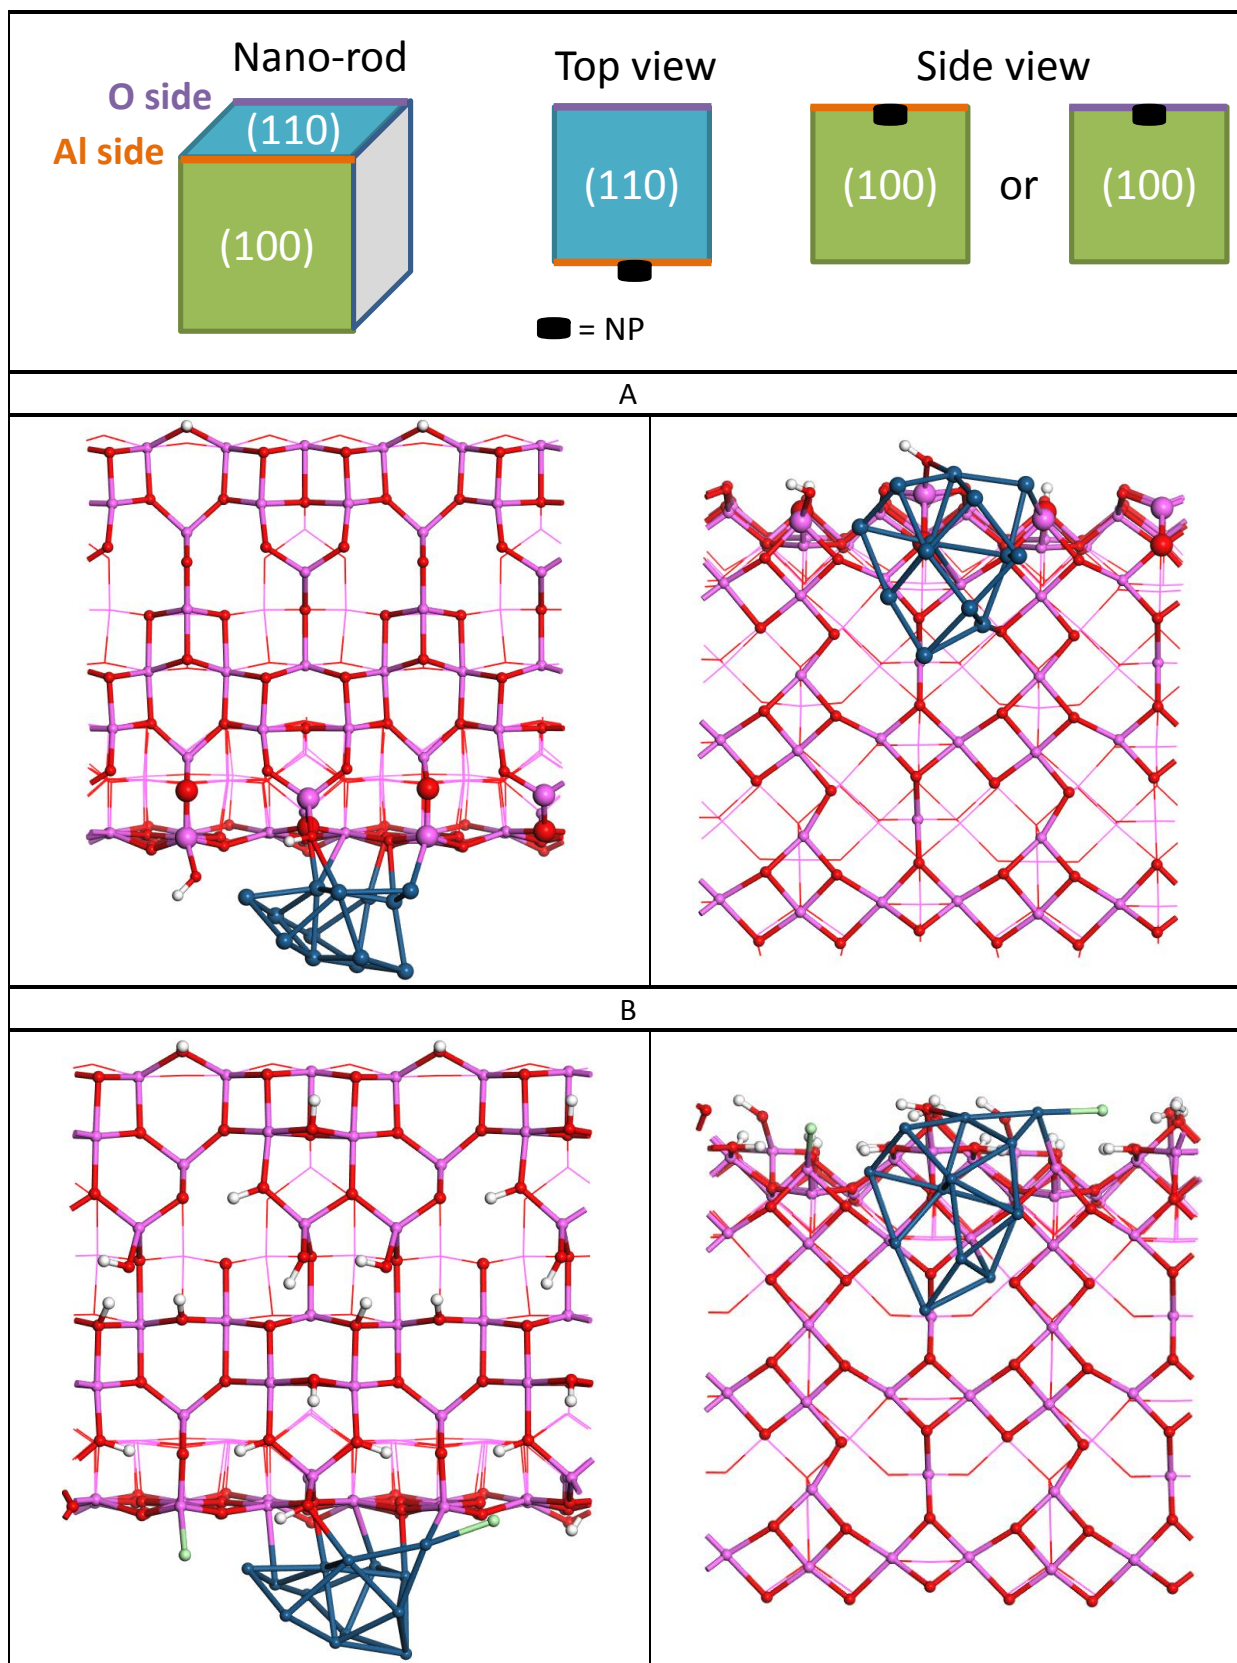 Nano-rod
O side
(110)
Al side
(100)
Top view
(110)
= NP
Side view
(100)
or
(100)
A
B